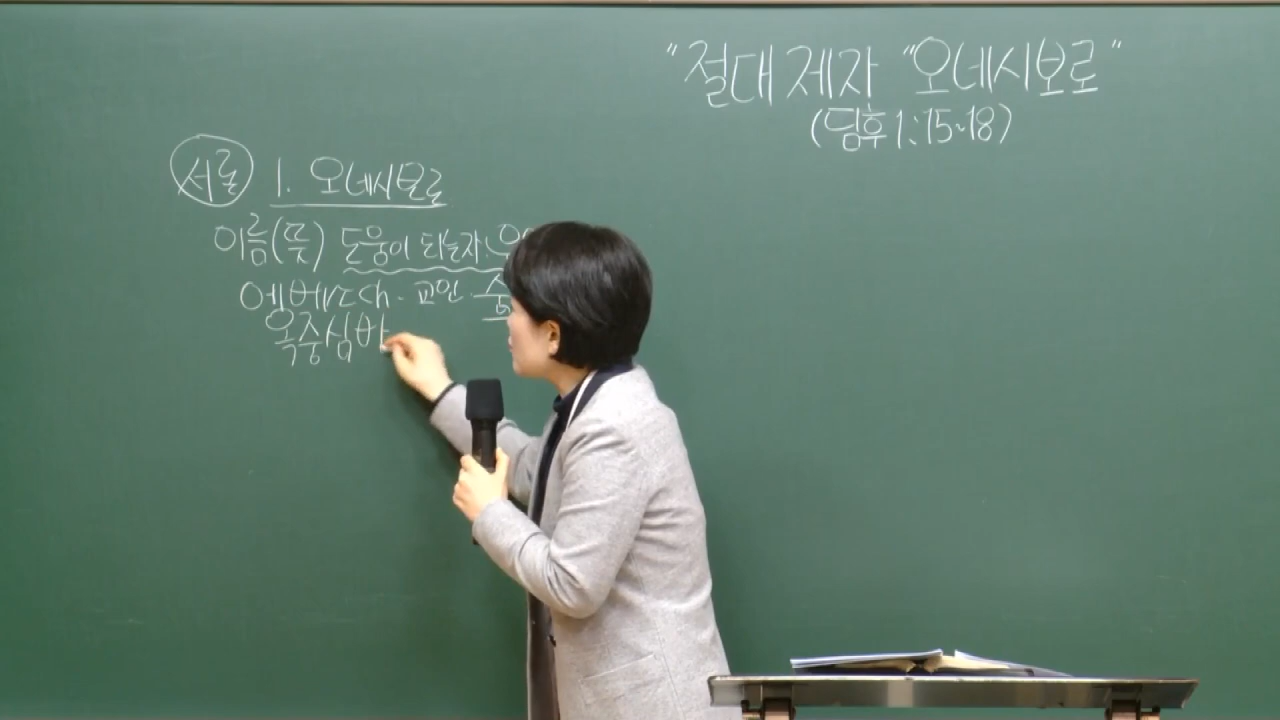 "절대 제자 "오네시보로"
(딤후 1:15-18)
서론 1. 오네시보로
이름(뜻) 도움이 되는자.
에베소 교인
옥중심방